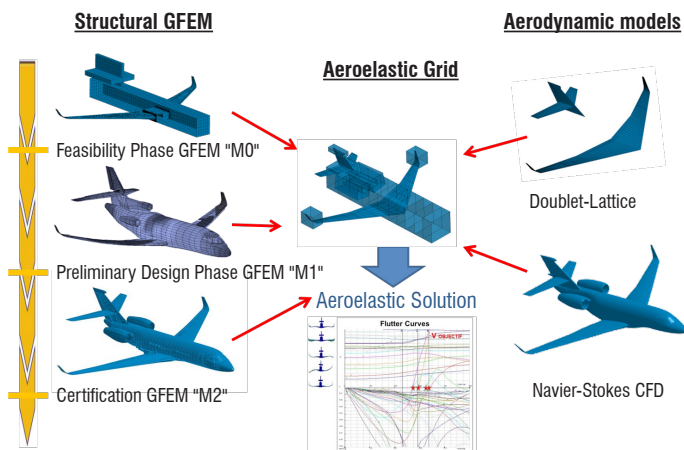 Structural GFEM
Aerodynamic models
Aeroelastic Grid
Feasibility Phase GFEM "M0"
Doublet-Lattice
Preliminary Design Phase GFEM "M1"
Aeroelastic Solution
Flutter Curves
V OBJECTIF
Navier-Stokes CFD
Certification GFEM "M2"